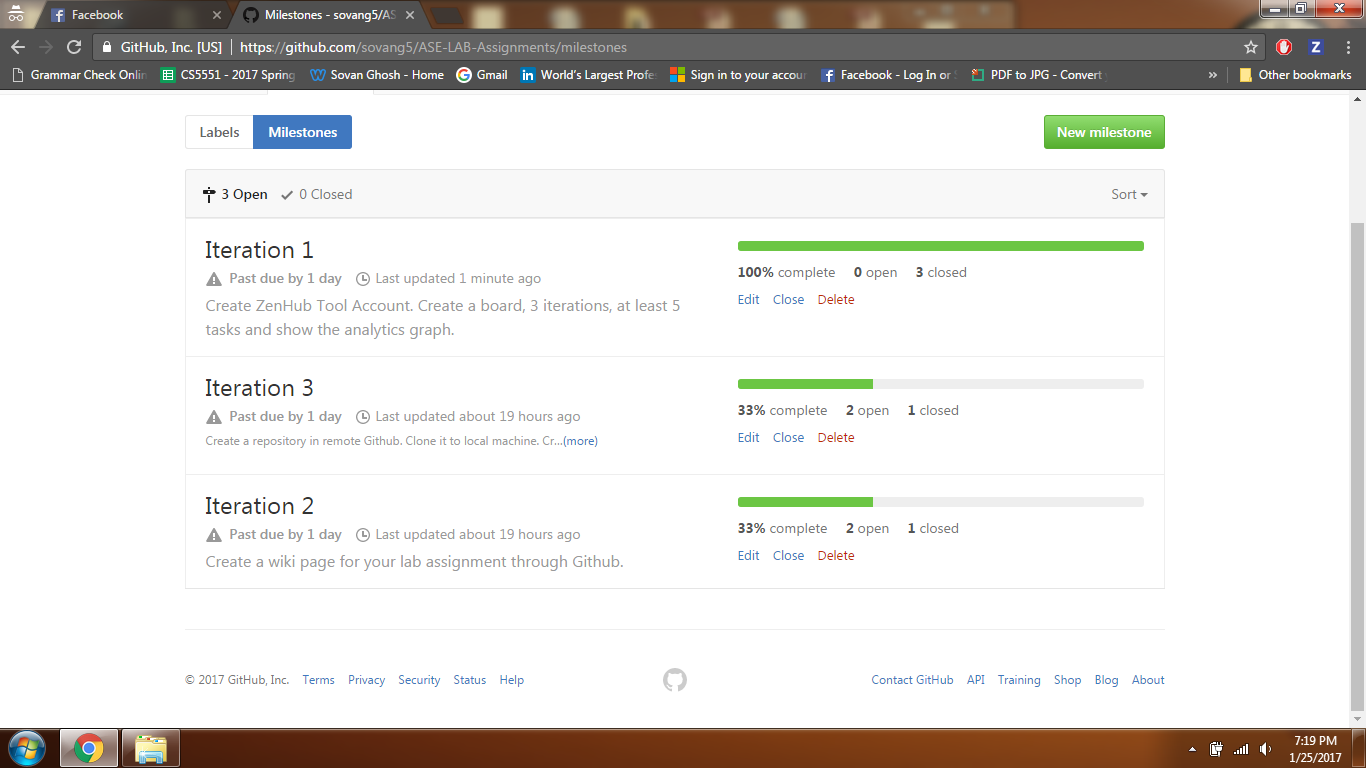 Facebook
Milestones - sovang5/AS
GitHub, Inc. [US] https://github.com/sovang5/ASE-LAB-Assignments/milestones
Grammar Check Onlin CS5551 - 2017 Spring Sovan Ghosh - Home Gmail World's Largest Profes Sign in to your accour Facebook - Log In or S PDF to JPG - Convert » Other bookmarks
Labels Milestones New milestone
3 Open 0 Closed Sort
Iteration 1
Past due by 1 day Last updated 1 minute ago
Create ZenHub Tool Account. Create a board, 3 iterations, at least 5
tasks and show the analytics graph.
100% complete 0 open 3 closed
Edit Close Delete
Iteration 3
Past due by 1 day Last updated about 19 hours ago
Create a repository in remote Github. Clone it to local machine. Cr...(more)
33% complete 2 open 1 closed
Edit Close Delete
Iteration 2
Past due by 1 day Last updated about 19 hours ago
Create a wiki page for your lab assignment through Github.
33% complete 2 open 1 closed
Edit Close Delete
© 2017 GitHub, Inc. Terms Privacy Security Status Help
Contact GitHub API Training Shop Blog About
7:19 PM
1/25/2017